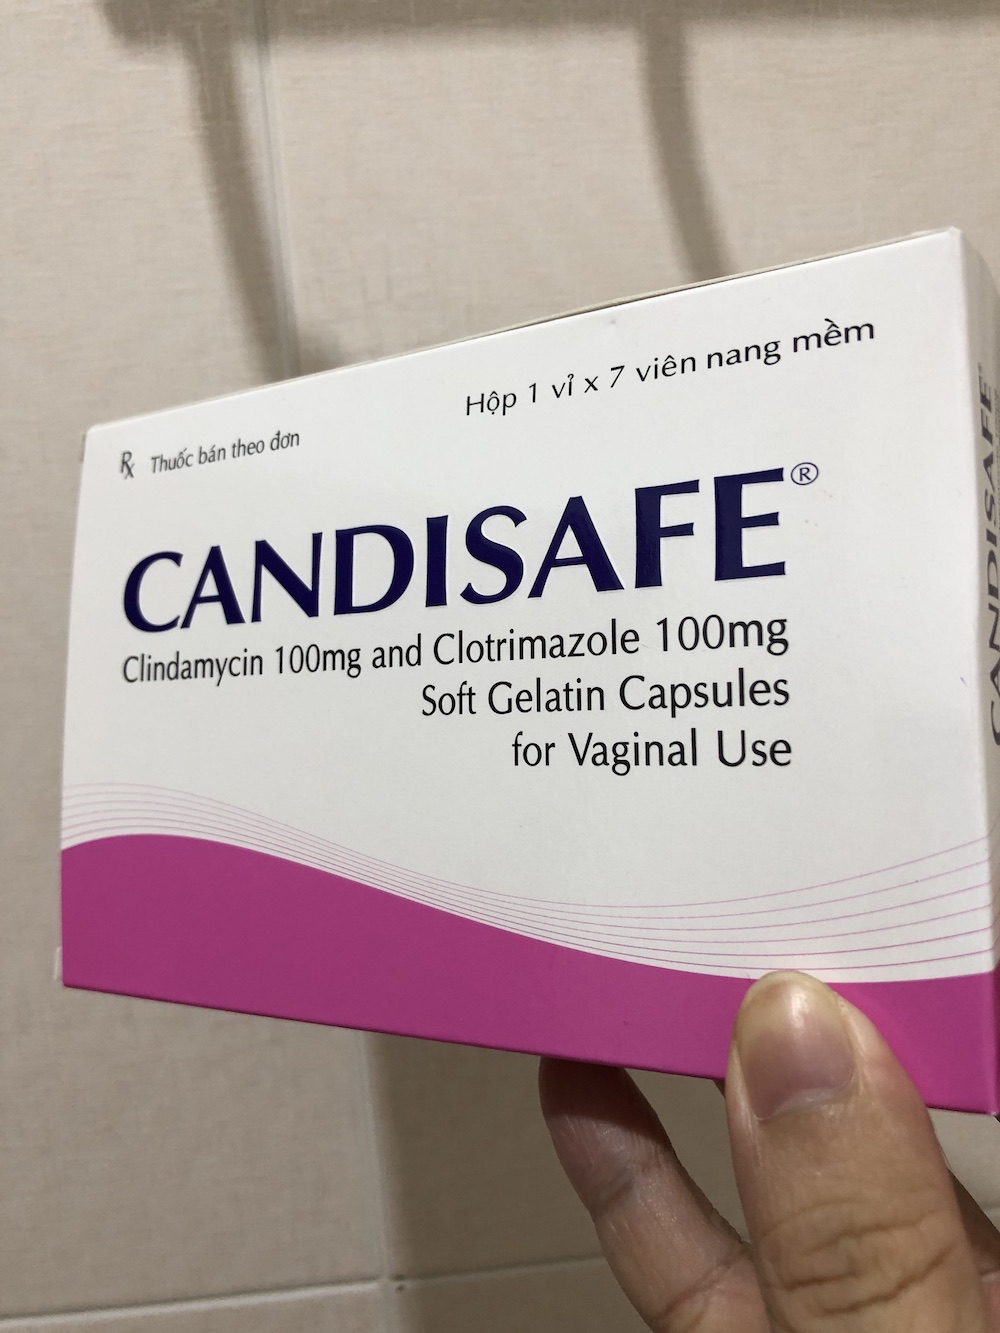 Hộp 1 vỉ x 7 viên nang mềm
℞ Thuốc bán theo đơn
CANDISAFE®
Clindamycin 100mg and Clotrimazole 100mg
Soft Gelatin Capsules
for Vaginal Use
CANDISAFE®